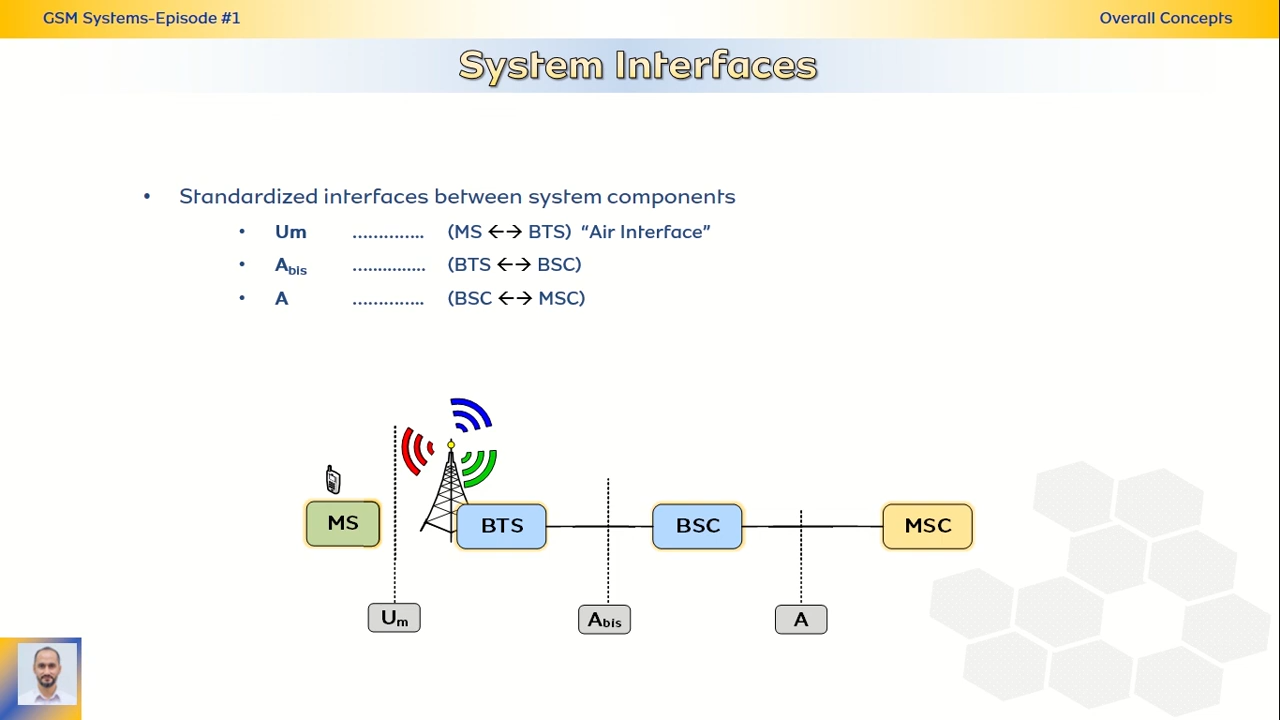 GSM Systems-Episode #1
Overall Concepts
System Interfaces
• Standardized interfaces between system components
• Um .............. (MS ←→ BTS) “Air Interface”
• Abis ............... (BTS ←→ BSC)
• A .............. (BSC ←→ MSC)
MS
BTS
BSC
MSC
Um
Abis
A